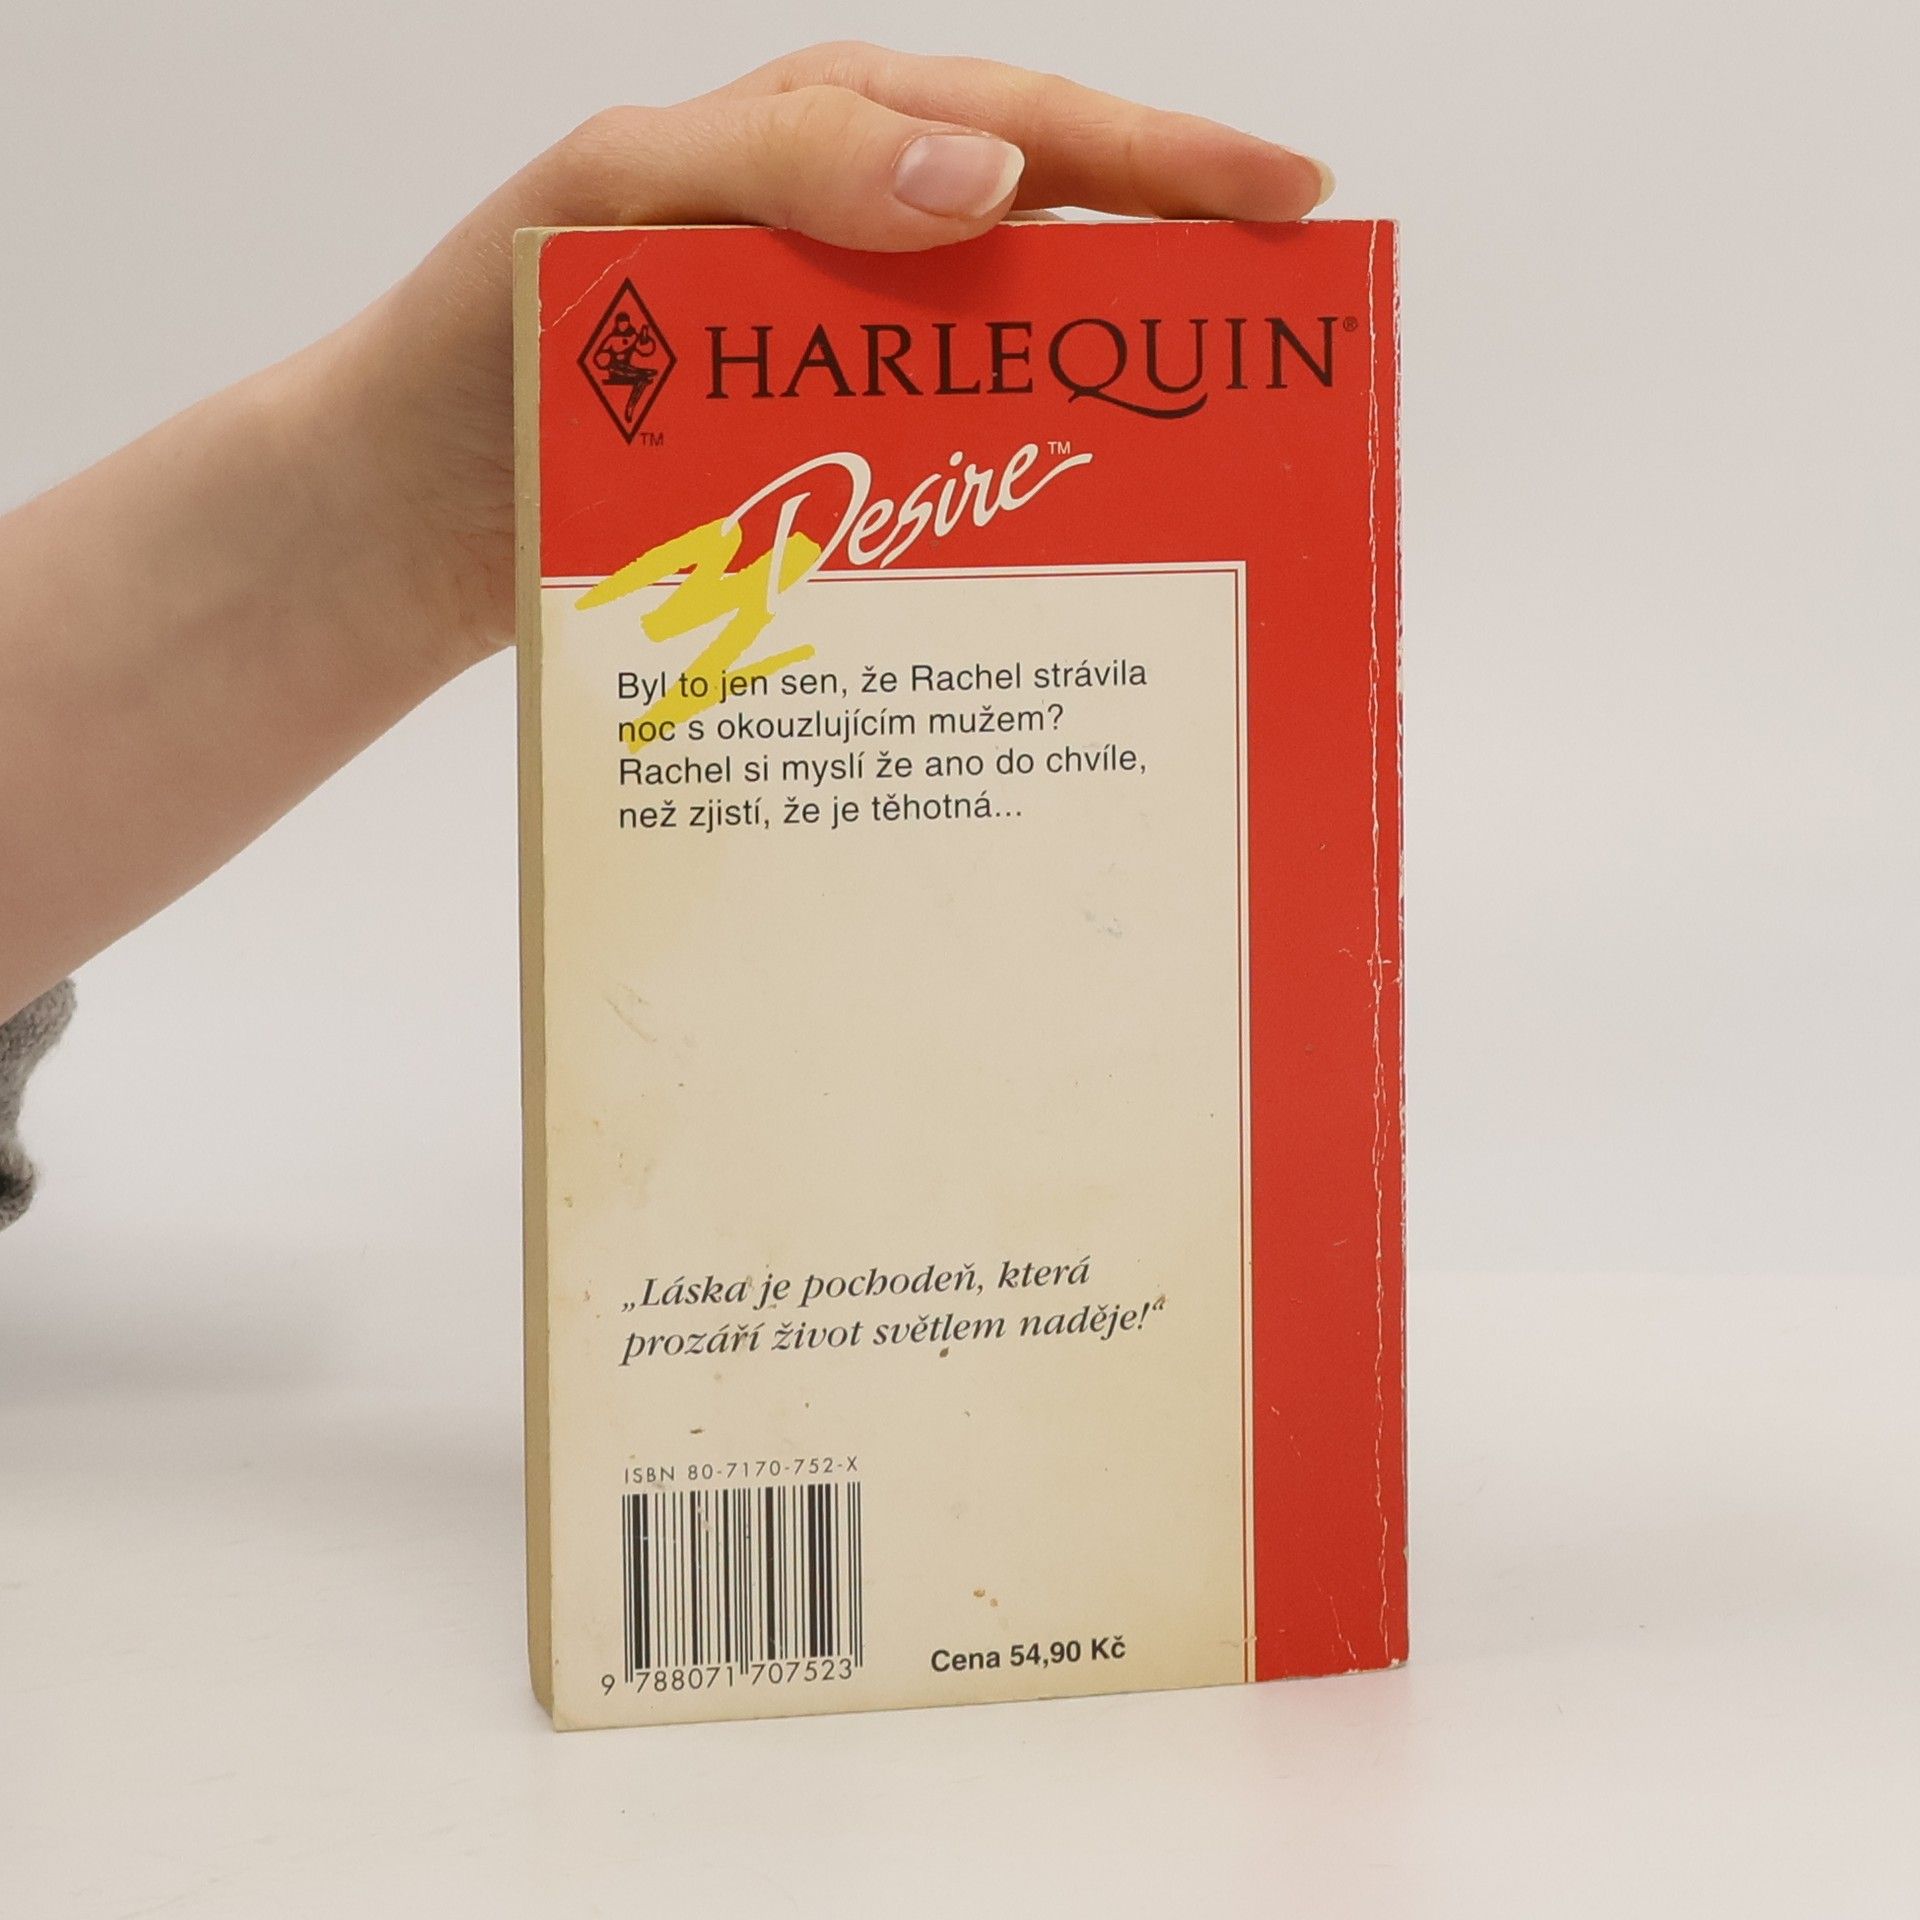 HARLEQUIN®
TM
Desire™
Byl to jen sen, že Rachel strávila
noc s okouzlujícím mužem?
Rachel si myslí že ano do chvíle,
než zjistí, že je těhotná...
„Láska je pochodeň, která
prozáří život světlem naděje!“
ISBN 80-7170-752-X
9 788071 707523
Cena 54,90 Kč